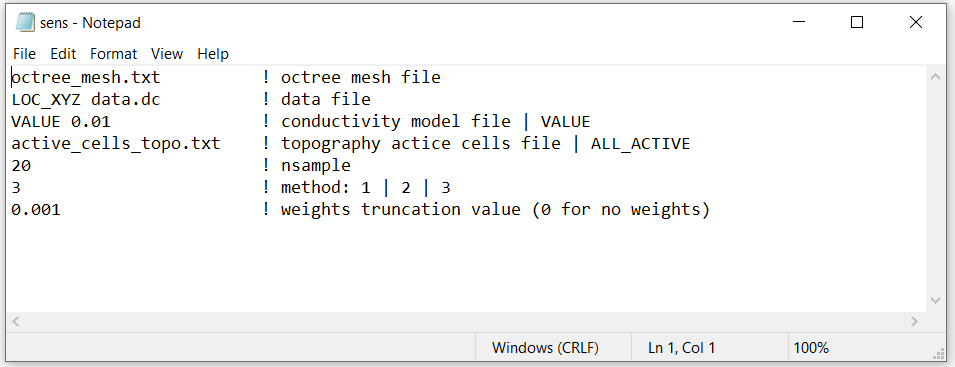 sens - Notepad
File Edit Format View Help
octree_mesh.txt ! octree mesh file
LOC_XYZ data.dc ! data file
VALUE 0.01 ! conductivity model file | VALUE
active_cells_topo.txt ! topography actice cells file | ALL_ACTIVE
20 ! nsample
3 ! method: 1 | 2 | 3
0.001 ! weights truncation value (0 for no weights)
Windows (CRLF) Ln 1, Col 1 100%